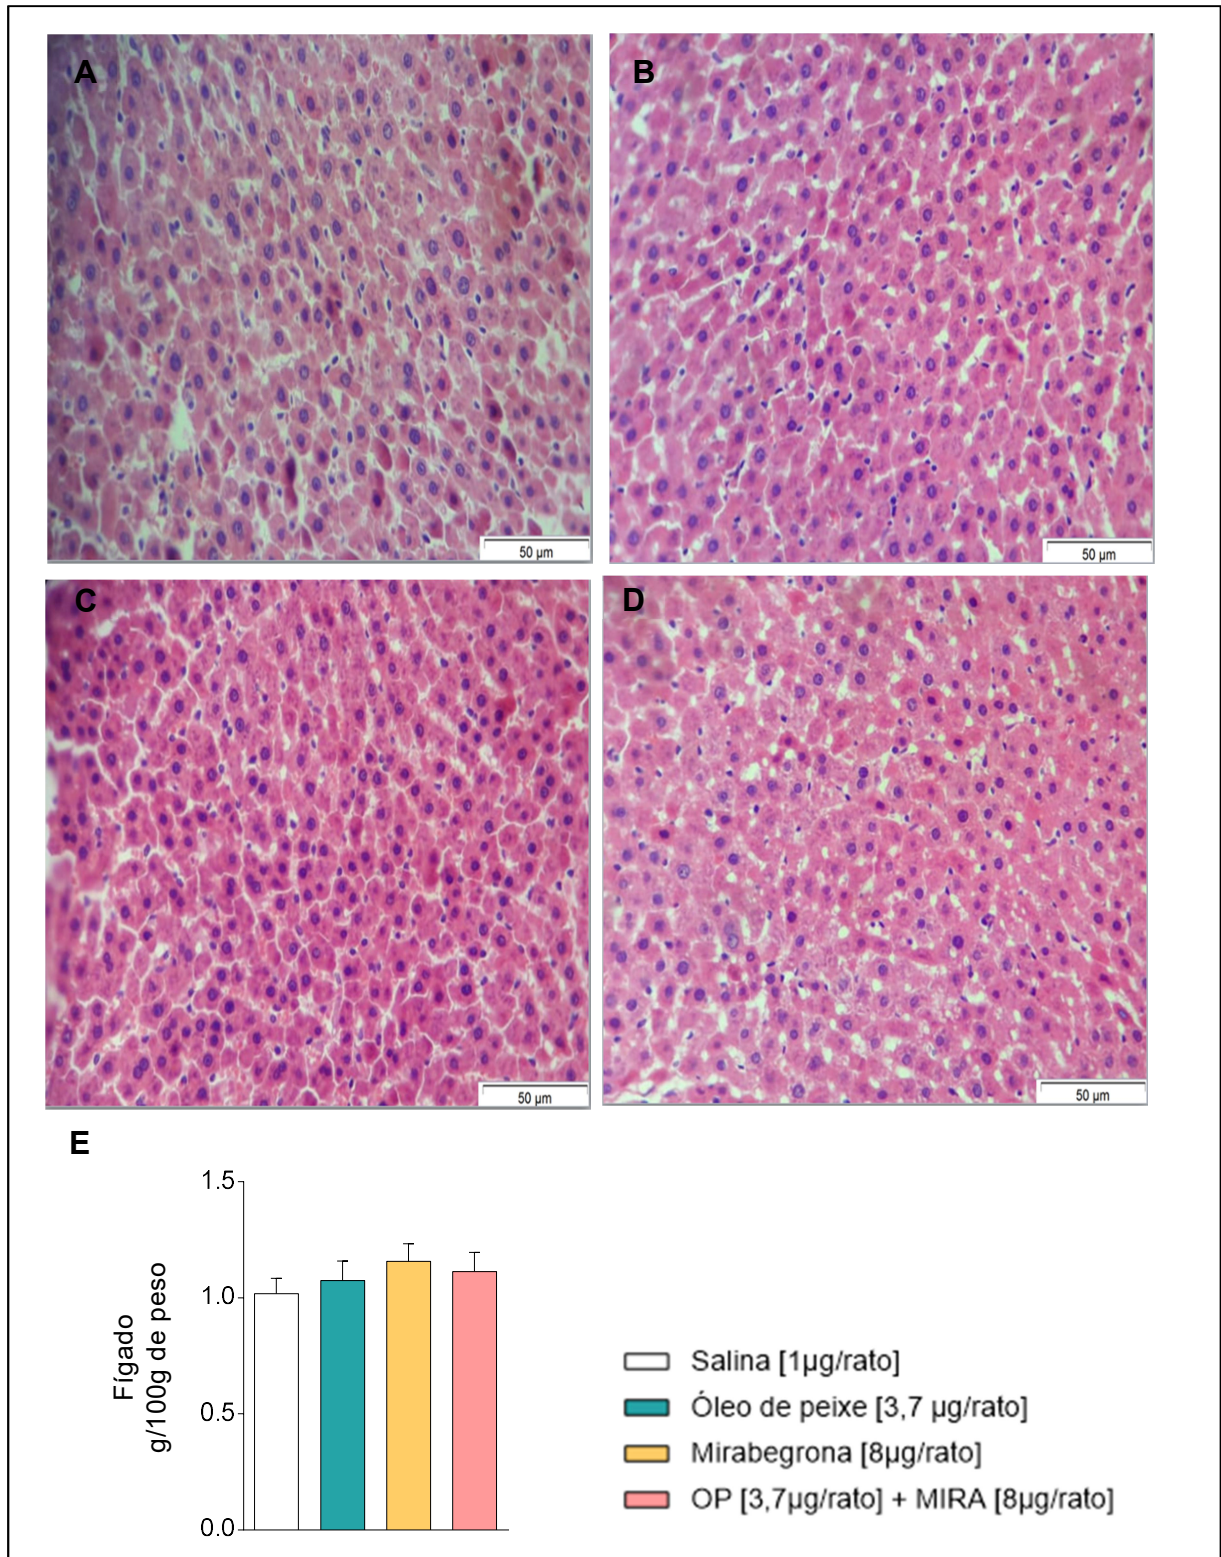 A
B
50 µm
50 µm
C
D
50 µm
50 µm
E
1.5
1.0
0.5
0.0
Fígado
g/100g de peso
Salina [1µg/rato]
Óleo de peixe [3,7 µg/rato]
Mirabegrona [8µg/rato]
OP [3,7µg/rato] + MIRA [8µg/rato]